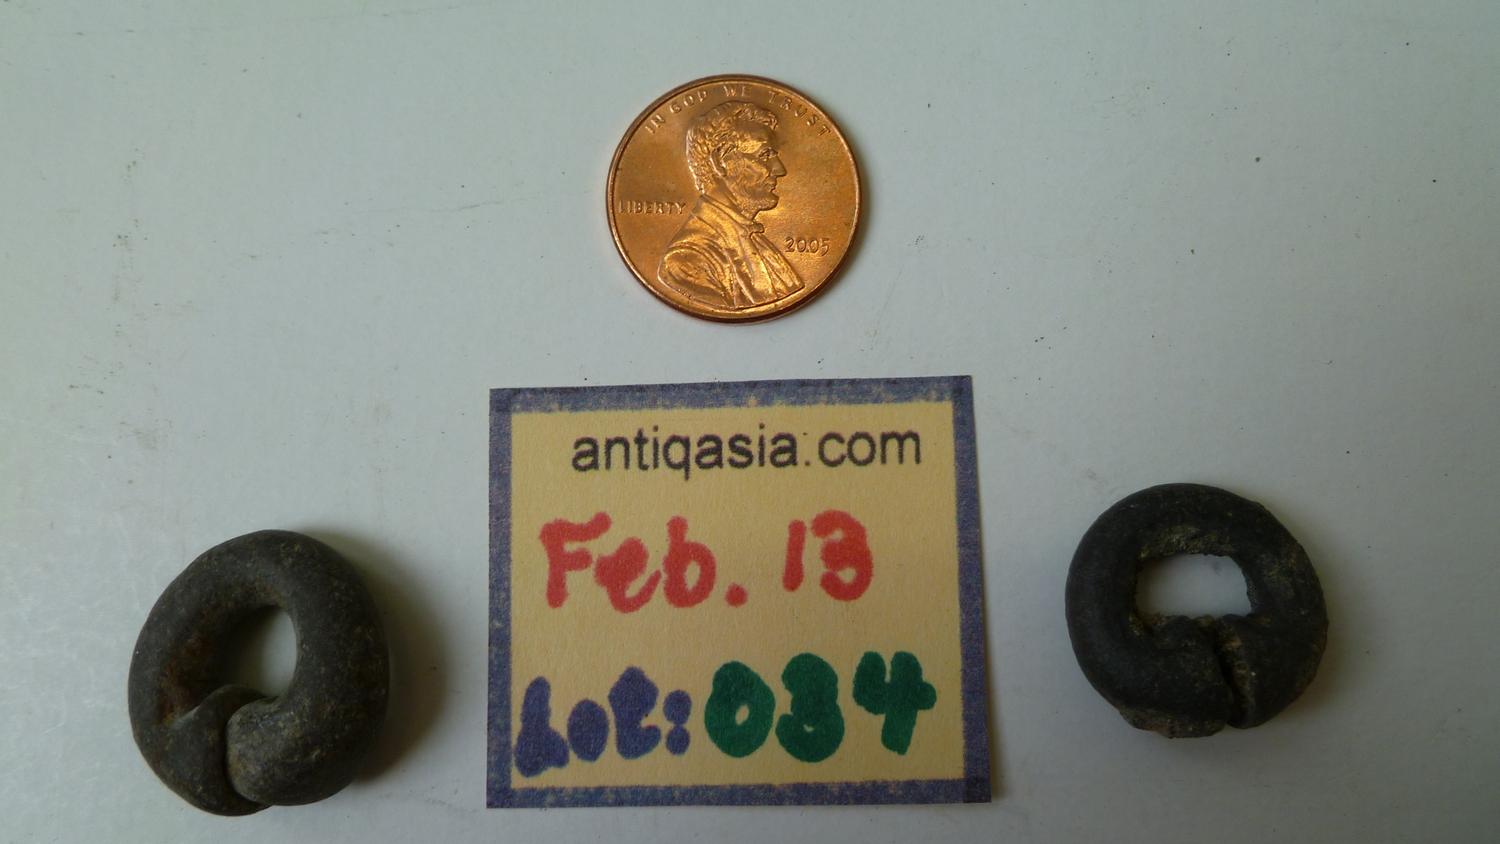 IN GOD WE TRUST
LIBERTY
2005
antiqasia.com
Feb. 13
Lot: 034